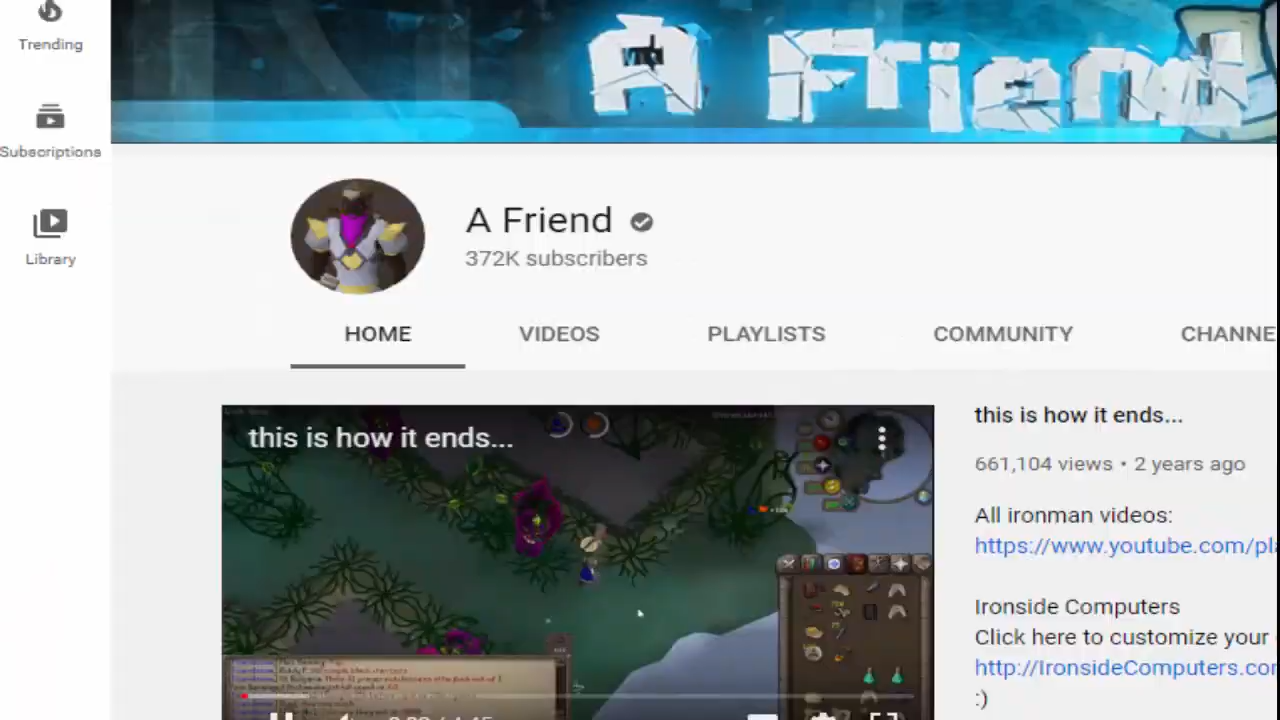 Trending
A Friend
Subscriptions
A Friend
372K subscribers
Library
HOME VIDEOS PLAYLISTS COMMUNITY CHANNE
this is how it ends...
this is how it ends...
661,104 views • 2 years ago
All ironman videos:
https://www.youtube.com/pl
Ironside Computers
Click here to customize your
http://IronsideComputers.co
:)